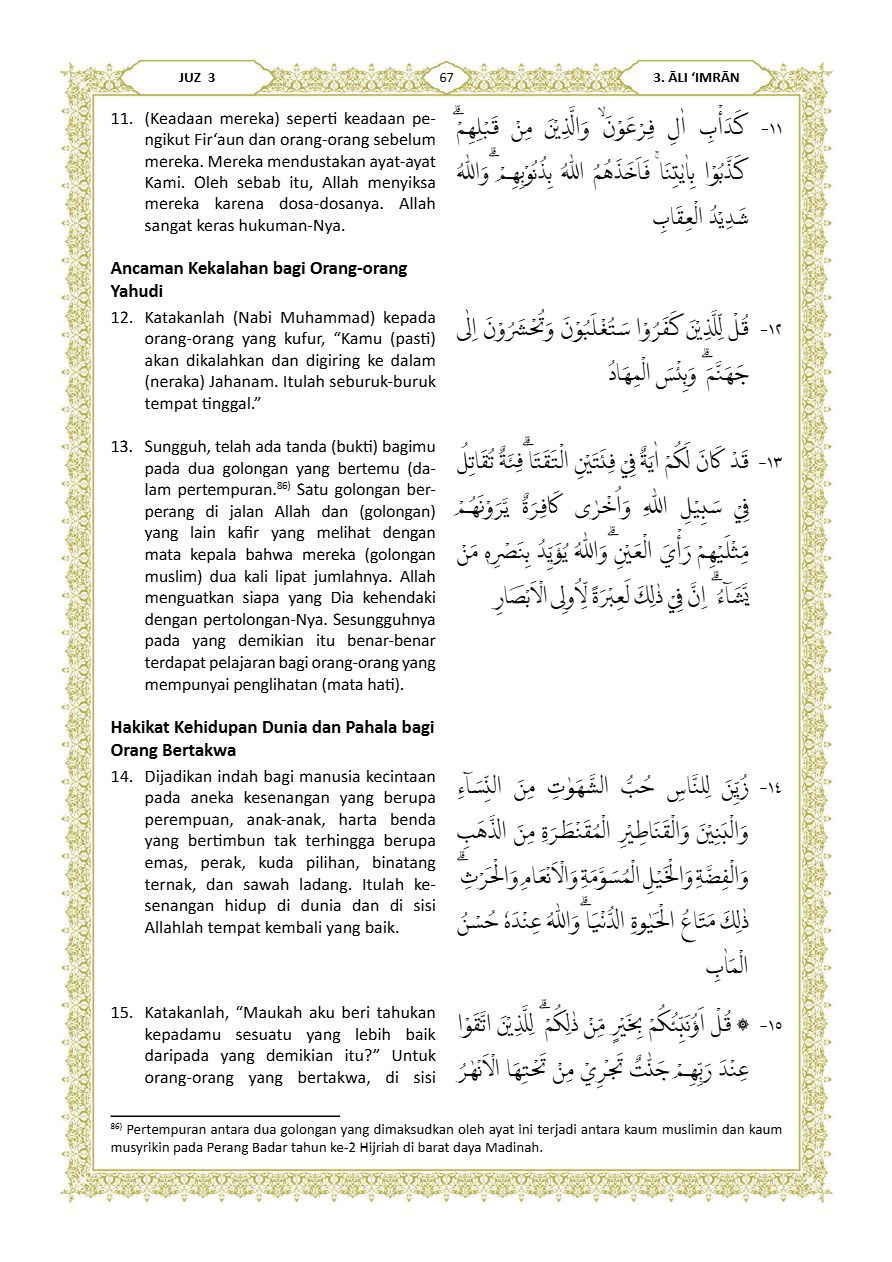 JUZ 3
67
3. ĀLI ‘IMRĀN
11. (Keadaan mereka) seperti keadaan pe-
ngikut Fir‘aun dan orang-orang sebelum
mereka. Mereka mendustakan ayat-ayat
Kami. Oleh sebab itu, Allah menyiksa
mereka karena dosa-dosanya. Allah
sangat keras hukuman-Nya.
١١- كَدَأْبِ اٰلِ فِرْعَوْنَۙ وَالَّذِيْنَ مِنْ قَبْلِهِمْۗ
كَذَّبُوْا بِاٰيٰتِنَاۚ فَاَخَذَهُمُ اللّٰهُ بِذُنُوْبِهِمْۗ وَاللّٰهُ
شَدِيْدُ الْعِقَابِ
Ancaman Kekalahan bagi Orang-orang
Yahudi
12. Katakanlah (Nabi Muhammad) kepada
orang-orang yang kufur, “Kamu (pasti)
akan dikalahkan dan digiring ke dalam
(neraka) Jahanam. Itulah seburuk-buruk
tempat tinggal.”
١٢- قُلْ لِّلَّذِيْنَ كَفَرُوْا سَتُغْلَبُوْنَ وَتُحْشَرُوْنَ اِلٰى
جَهَنَّمَۗ وَبِئْسَ الْمِهَادُ
13. Sungguh, telah ada tanda (bukti) bagimu
pada dua golongan yang bertemu (da-
lam pertempuran.⁸⁶⁾ Satu golongan ber-
perang di jalan Allah dan (golongan)
yang lain kafir yang melihat dengan
mata kepala bahwa mereka (golongan
muslim) dua kali lipat jumlahnya. Allah
menguatkan siapa yang Dia kehendaki
dengan pertolongan-Nya. Sesungguhnya
pada yang demikian itu benar-benar
terdapat pelajaran bagi orang-orang yang
mempunyai penglihatan (mata hati).
١٣- قَدْ كَانَ لَكُمْ اٰيَةٌ فِيْ فِئَتَيْنِ الْتَقَتَاۗ فِئَةٌ تُقَاتِلُ
فِيْ سَبِيْلِ اللّٰهِ وَاُخْرٰى كَافِرَةٌ يَّرَوْنَهُمْ
مِّثْلَيْهِمْ رَأْيَ الْعَيْنِۗ وَاللّٰهُ يُؤَيِّدُ بِنَصْرِهٖ مَنْ
يَّشَاۤءُۗ اِنَّ فِيْ ذٰلِكَ لَعِبْرَةً لِّاُولِى الْاَبْصَارِ
Hakikat Kehidupan Dunia dan Pahala bagi
Orang Bertakwa
14. Dijadikan indah bagi manusia kecintaan
pada aneka kesenangan yang berupa
perempuan, anak-anak, harta benda
yang bertimbun tak terhingga berupa
emas, perak, kuda pilihan, binatang
ternak, dan sawah ladang. Itulah ke-
senangan hidup di dunia dan di sisi
Allahlah tempat kembali yang baik.
١٤- زُيِّنَ لِلنَّاسِ حُبُّ الشَّهَوٰتِ مِنَ النِّسَاۤءِ
وَالْبَنِيْنَ وَالْقَنَاطِيْرِ الْمُقَنْطَرَةِ مِنَ الذَّهَبِ
وَالْفِضَّةِ وَالْخَيْلِ الْمُسَوَّمَةِ وَالْاَنْعَامِ وَالْحَرْثِۗ
ذٰلِكَ مَتَاعُ الْحَيٰوةِ الدُّنْيَاۗ وَاللّٰهُ عِنْدَهٗ حُسْنُ
الْمَاٰبِ
15. Katakanlah, “Maukah aku beri tahukan
kepadamu sesuatu yang lebih baik
daripada yang demikian itu?” Untuk
orang-orang yang bertakwa, di sisi
١٥- ۞ قُلْ اَؤُنَبِّئُكُمْ بِخَيْرٍ مِّنْ ذٰلِكُمْۗ لِلَّذِيْنَ اتَّقَوْا
عِنْدَ رَبِّهِمْ جَنّٰتٌ تَجْرِيْ مِنْ تَحْتِهَا الْاَنْهٰرُ
⁸⁶⁾ Pertempuran antara dua golongan yang dimaksudkan oleh ayat ini terjadi antara kaum muslimin dan kaum
musyrikin pada Perang Badar tahun ke-2 Hijriah di barat daya Madinah.